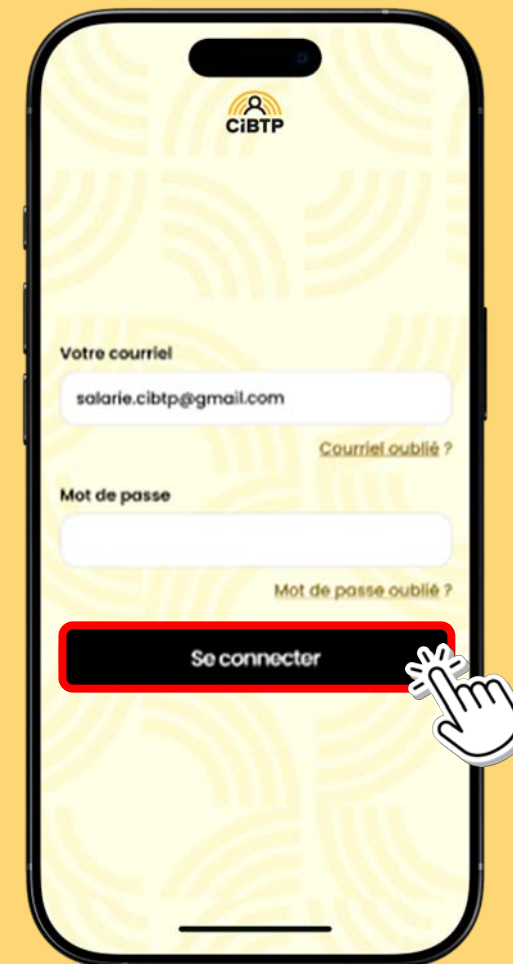 CiBTP
Votre courriel
salarie.cibtp@gmail.com
Courriel oublié ?
Mot de passe
Mot de passe oublié ?
Se connecter